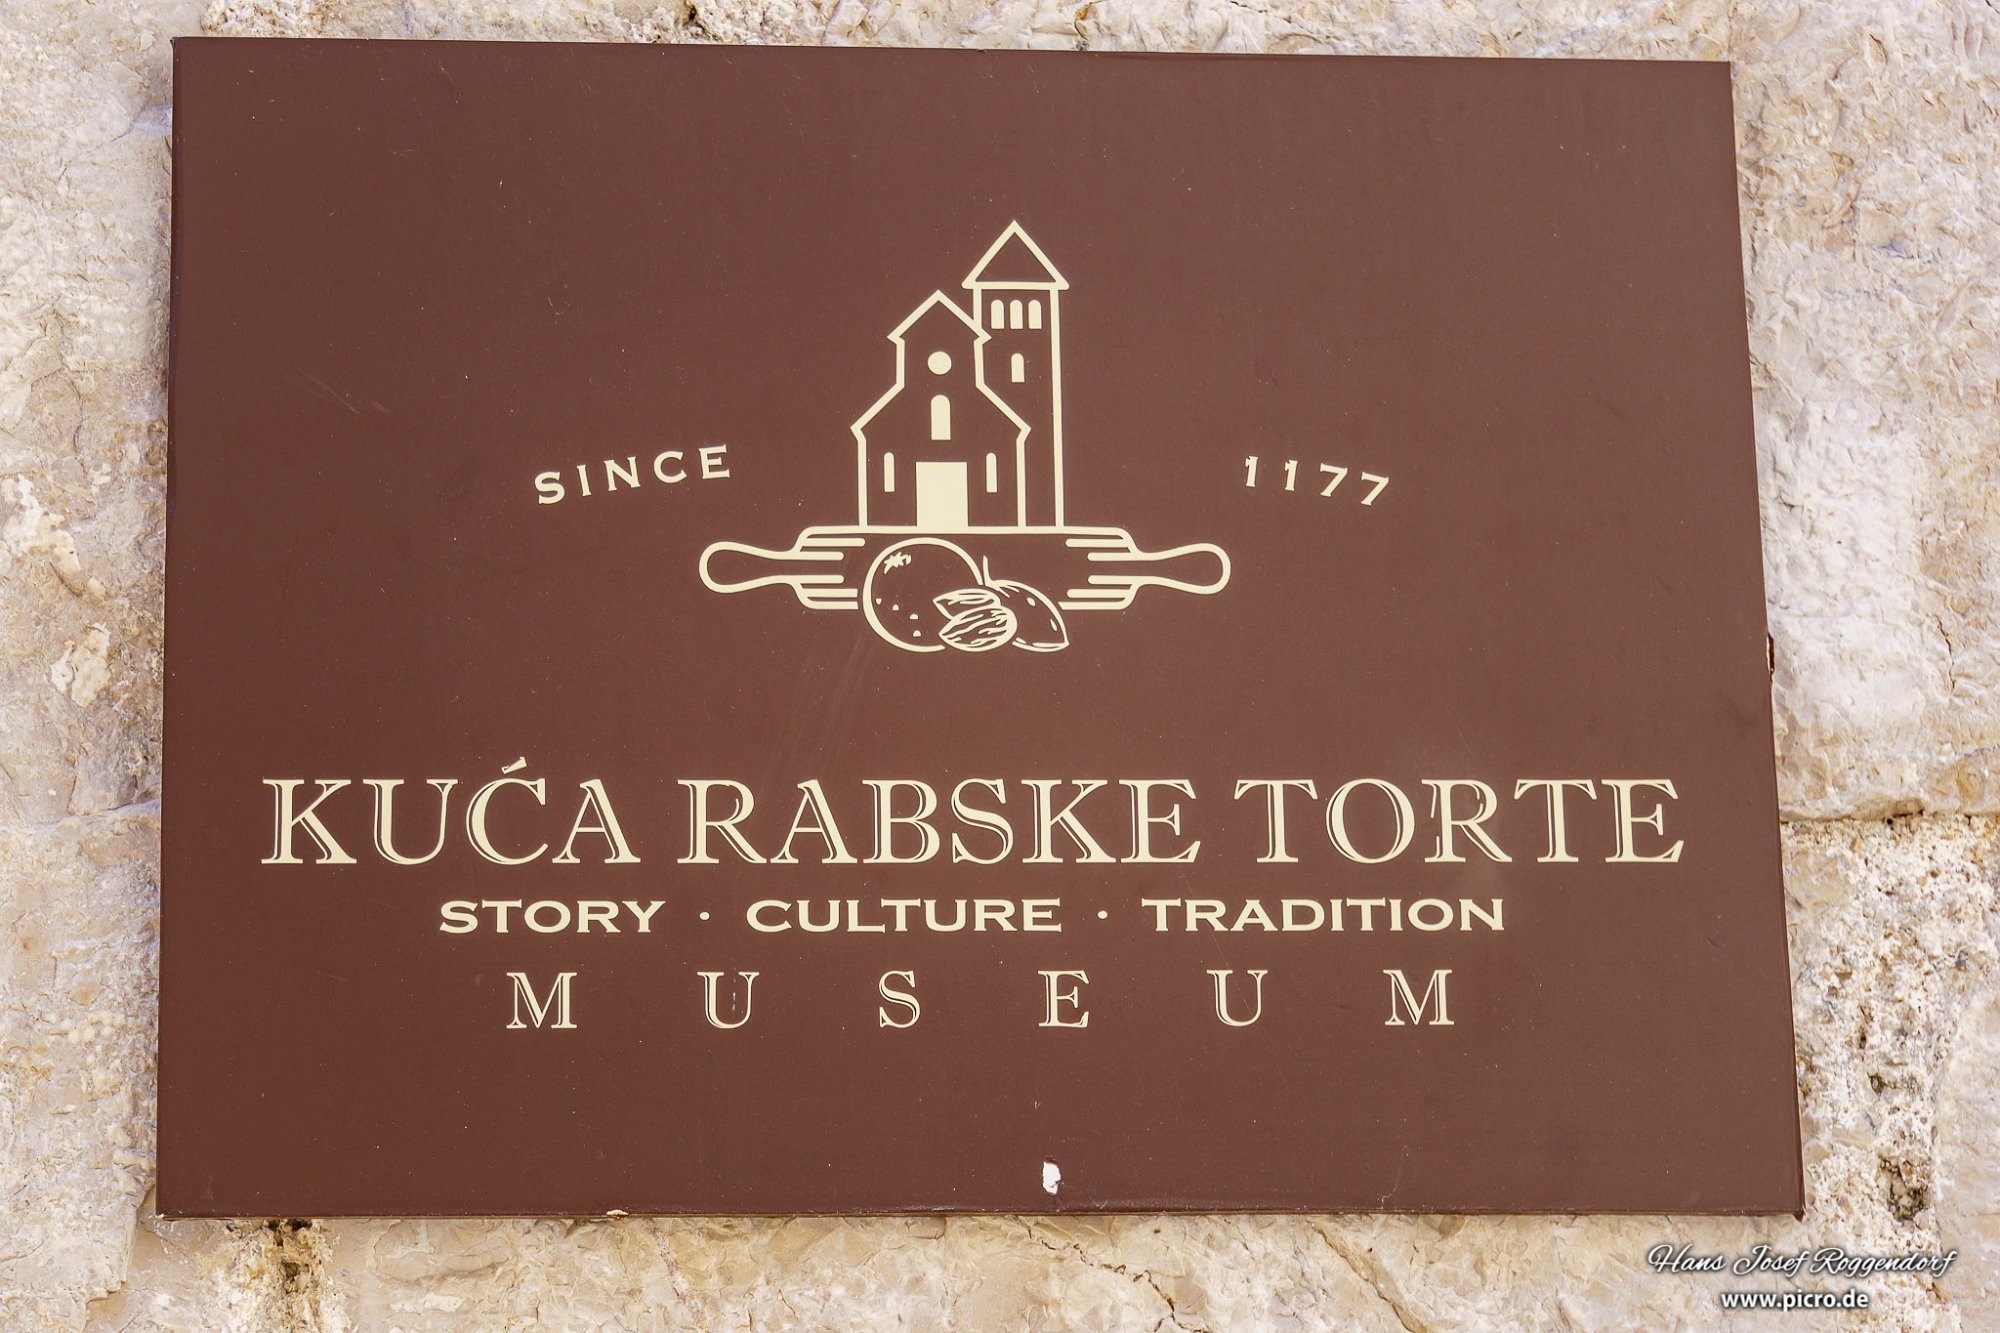 SINCE 1177
KUĆA RABSKE TORTE
STORY · CULTURE · TRADITION
MUSEUM
Hans Josef Roggendorf
www.picro.de